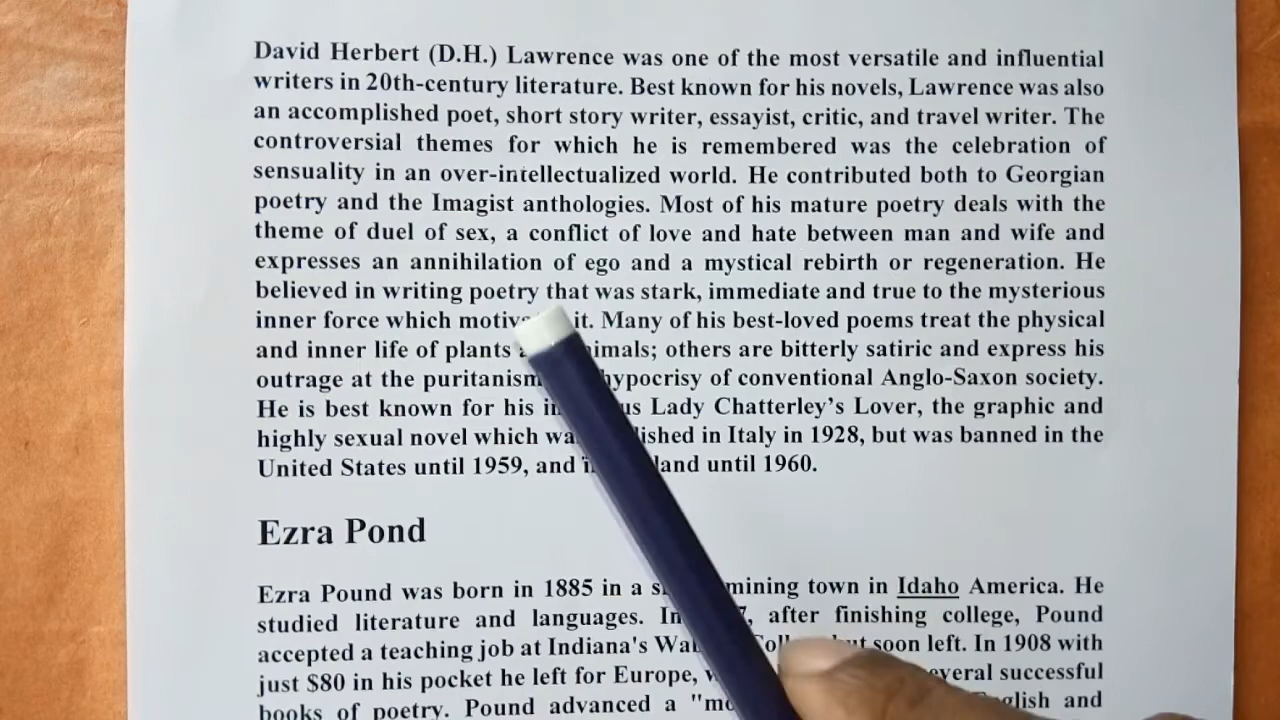 David Herbert (D.H.) Lawrence was one of the most versatile and influential
writers in 20th-century literature. Best known for his novels, Lawrence was also
an accomplished poet, short story writer, essayist, critic, and travel writer. The
controversial themes for which he is remembered was the celebration of
sensuality in an over-intellectualized world. He contributed both to Georgian
poetry and the Imagist anthologies. Most of his mature poetry deals with the
theme of duel of sex, a conflict of love and hate between man and wife and
expresses an annihilation of ego and a mystical rebirth or regeneration. He
believed in writing poetry that was stark, immediate and true to the mysterious
inner force which it. Many of his best-loved poems treat the physical
and inner life of plants animals; others are bitterly satiric and express his
outrage at the puritanism hypocrisy of conventional Anglo-Saxon society.
He is best known for his Lady Chatterley's Lover, the graphic and
highly sexual novel which was published in Italy in 1928, but was banned in the
United States until 1959, and until 1960.
Ezra Pond
Ezra Pound was born in 1885 in a mining town in Idaho America. He
studied literature and languages. In after finishing college, Pound
accepted a teaching job at Indiana's but soon left. In 1908 with
just $80 in his pocket he left for Europe, several successful
books of poetry. Pound advanced a English and